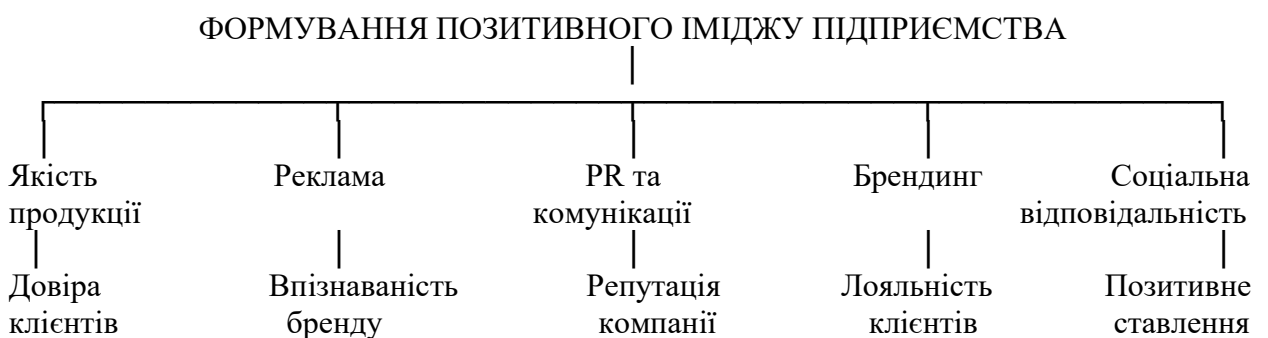 ФОРМУВАННЯ ПОЗИТИВНОГО ІМІДЖУ ПІДПРИЄМСТВА
Якість Реклама PR та Брендинг Соціальна
продукції комунікації відповідальність
Довіра Впізнаваність Репутація Лояльність Позитивне
клієнтів бренду компанії клієнтів ставлення